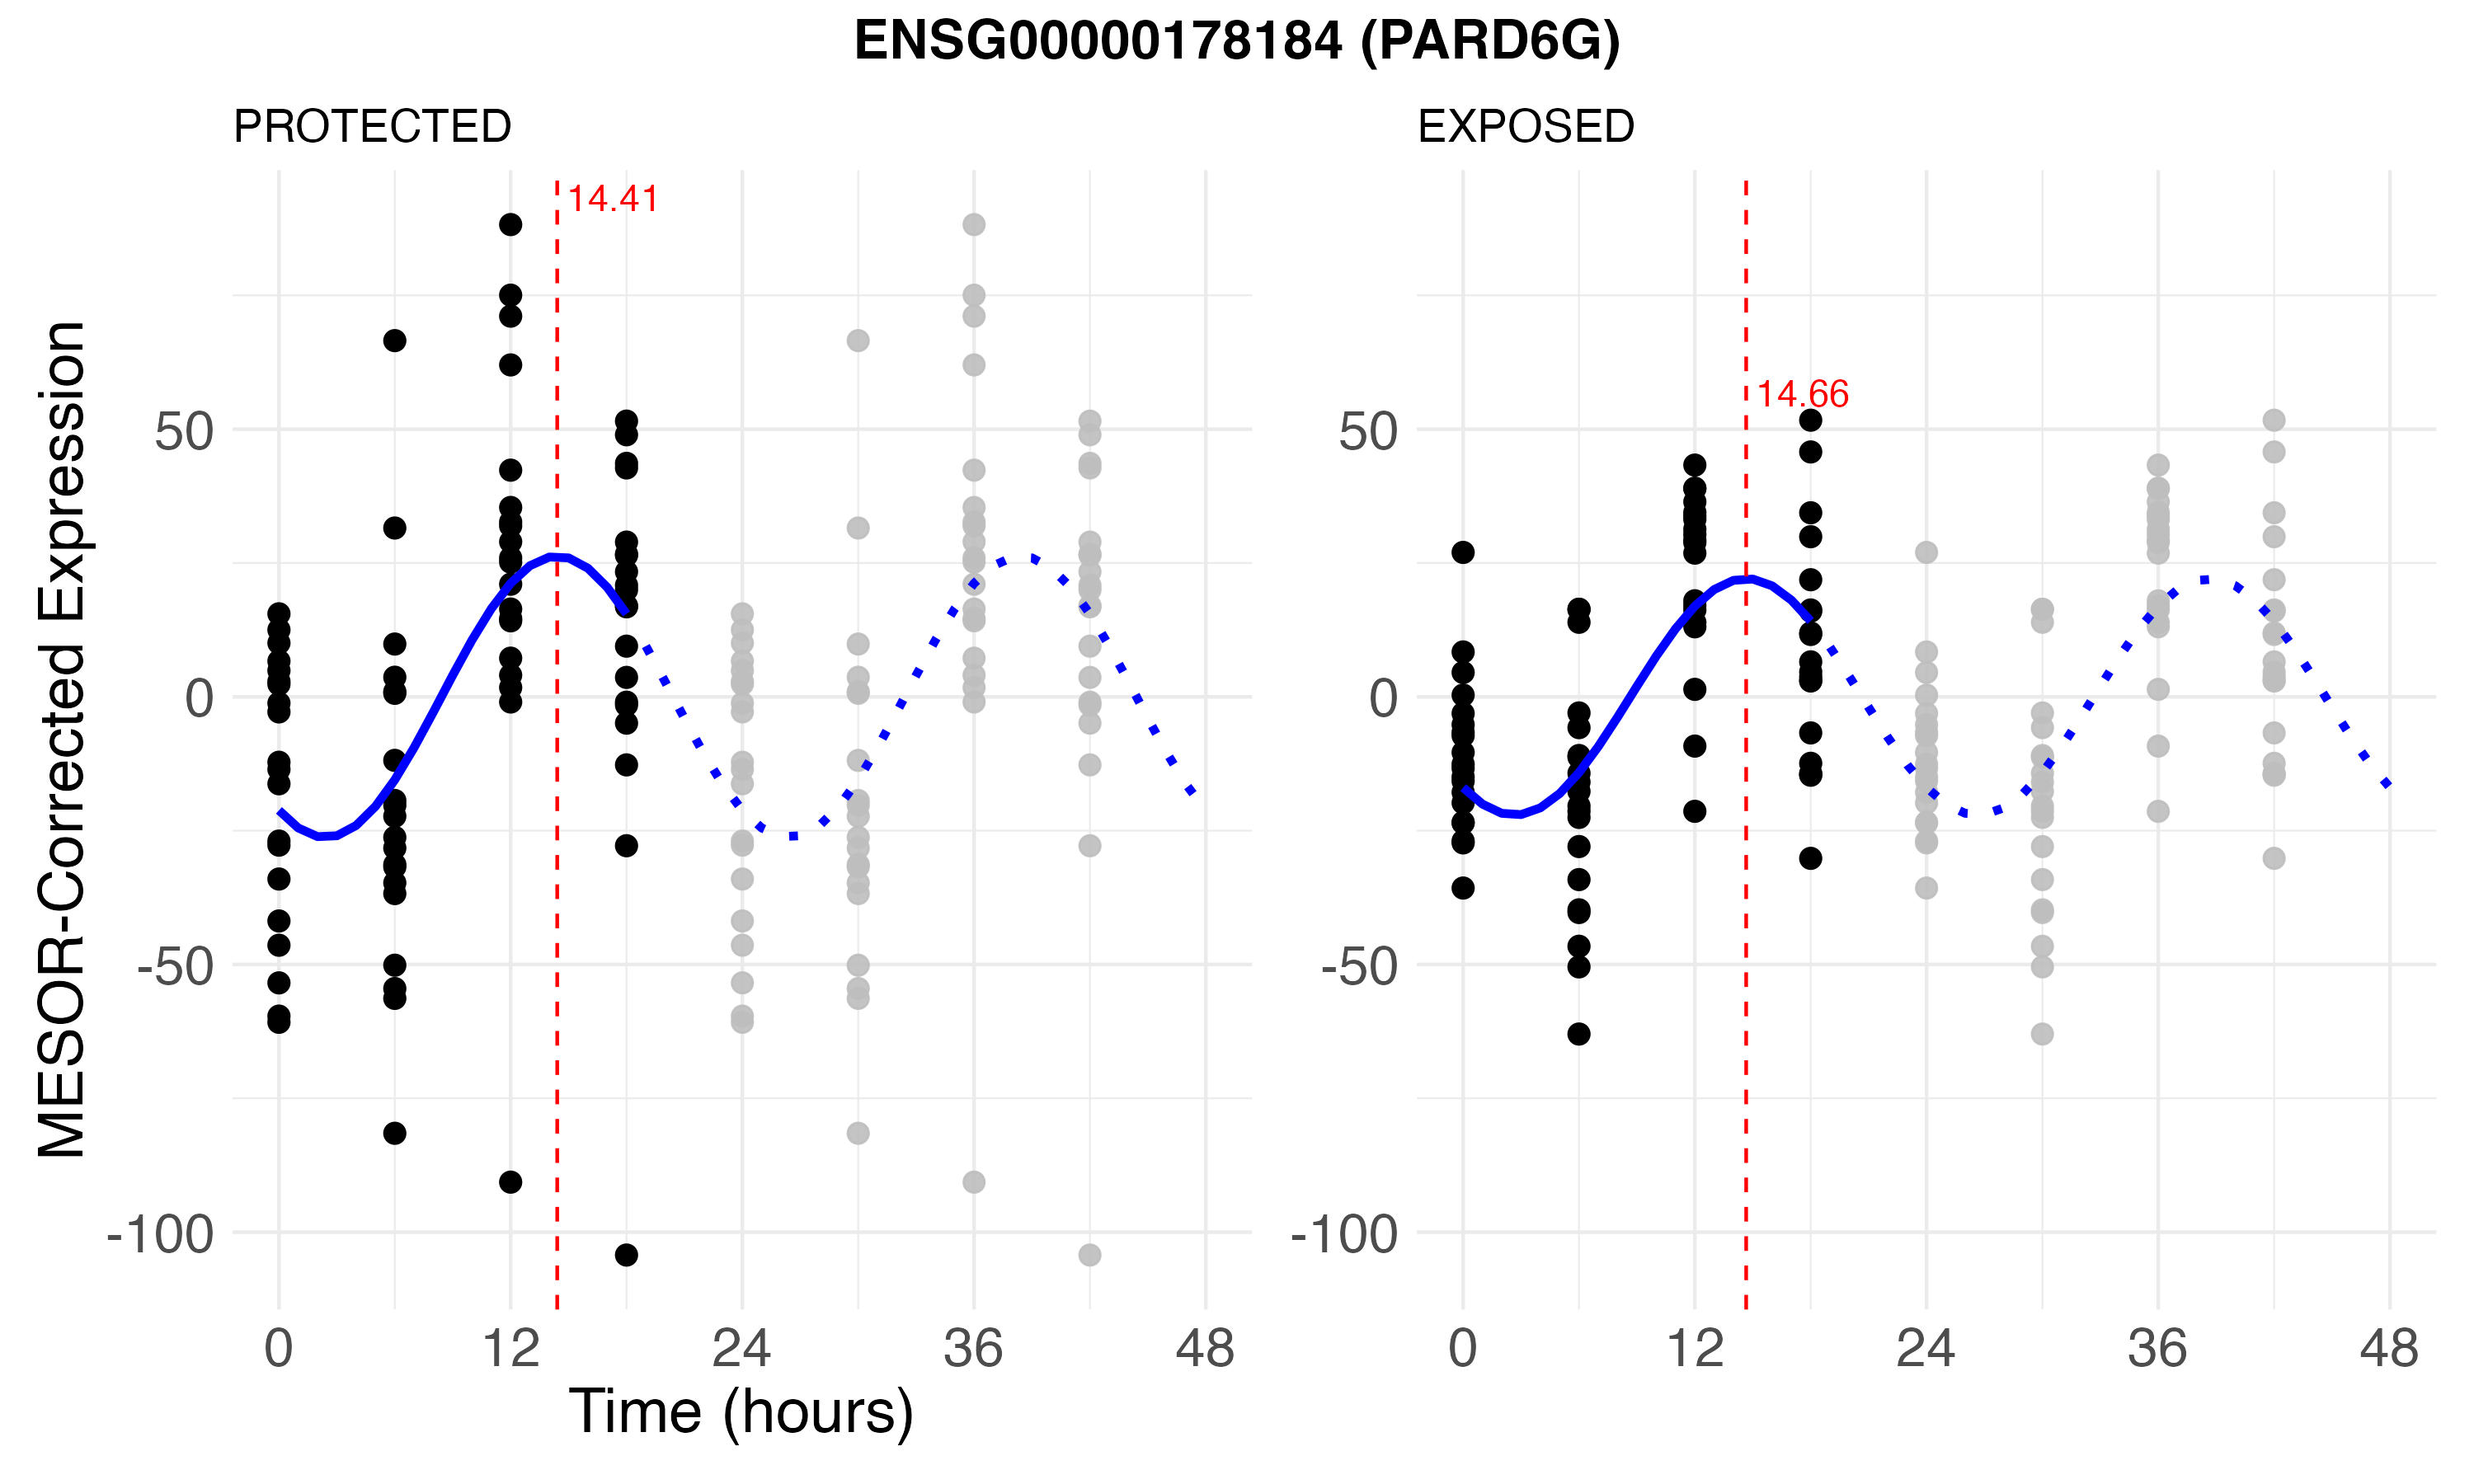 ENSG00000178184 (PARD6G)
PROTECTED
EXPOSED
MESOR-Corrected Expression
14.41
14.66
50
0
-50
-100
50
0
-50
-100
0 12 24 36 48
0 12 24 36 48
Time (hours)